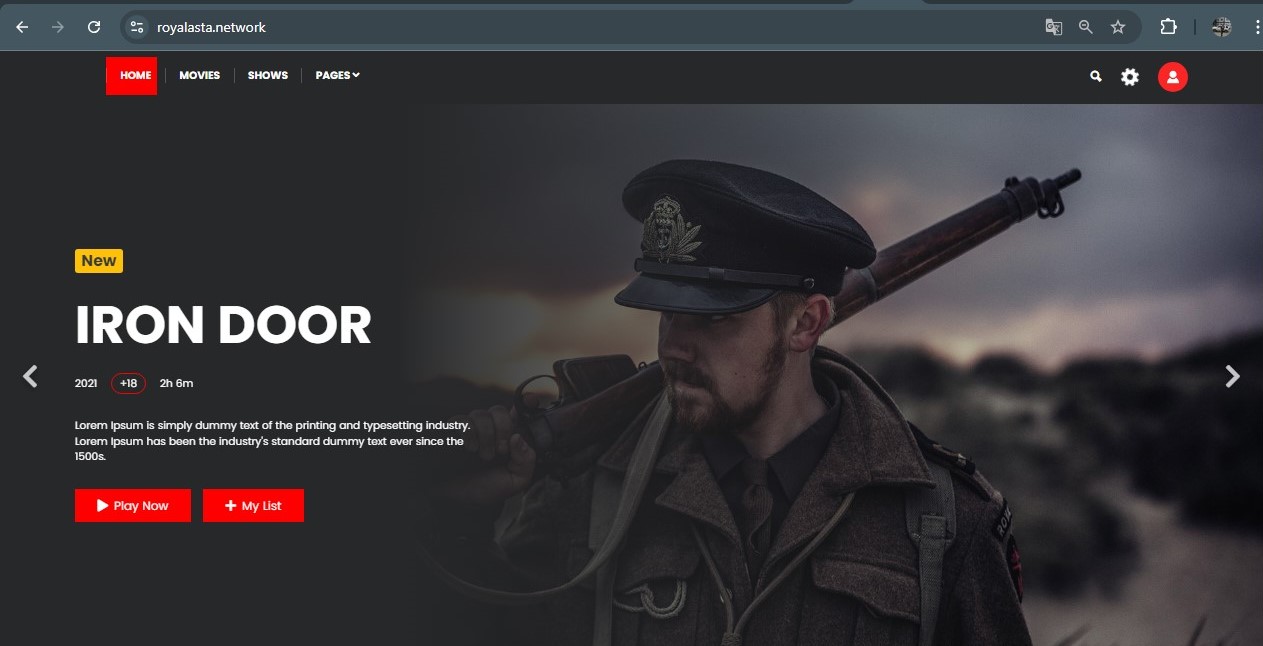 royalasta.network
HOME
MOVIES
SHOWS
PAGES
New
IRON DOOR
2021
+18
2h 6m
Lorem Ipsum is simply dummy text of the printing and typesetting industry.
Lorem Ipsum has been the industry's standard dummy text ever since the
1500s.
Play Now
My List